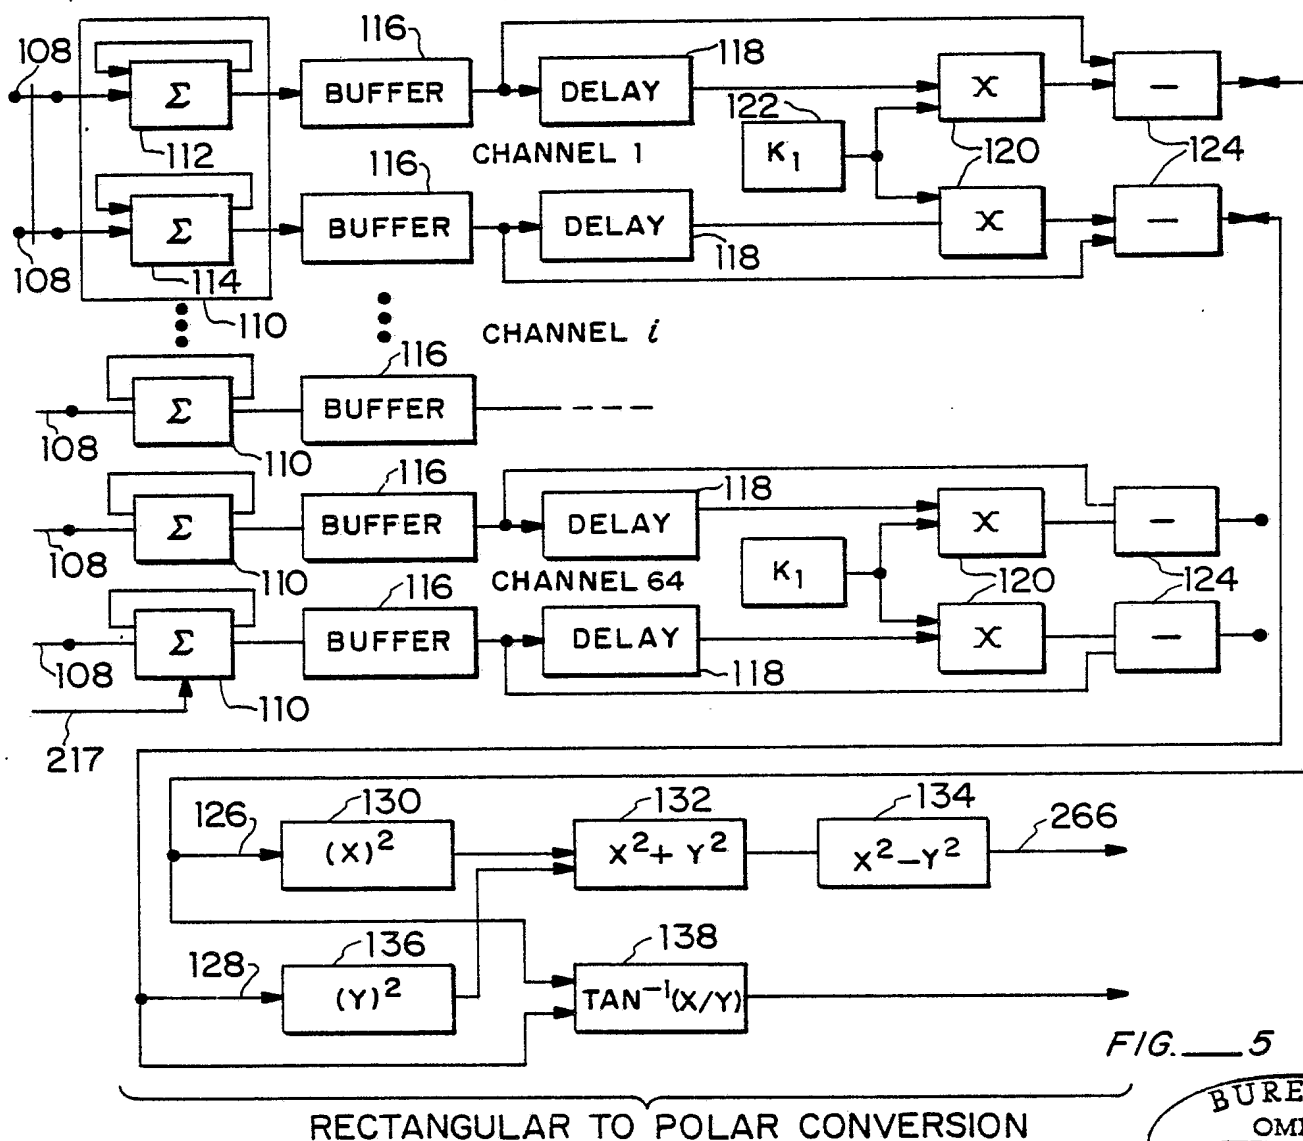 116
118
108
Σ
BUFFER
DELAY
X
−
122
K₁
112
CHANNEL 1
120
124
116
Σ
BUFFER
DELAY
X
−
108
114
118
110
CHANNEL i
116
Σ
BUFFER
108
110
116
118
Σ
BUFFER
DELAY
X
−
108
110
CHANNEL 64
K₁
120
124
116
Σ
BUFFER
DELAY
X
−
108
110
118
217
126
130
132
134
266
(X)²
X²+ Y²
X²−Y²
128
136
138
(Y)²
TAN⁻¹(X/Y)
FIG. 5
RECTANGULAR TO POLAR CONVERSION
BURE
OM